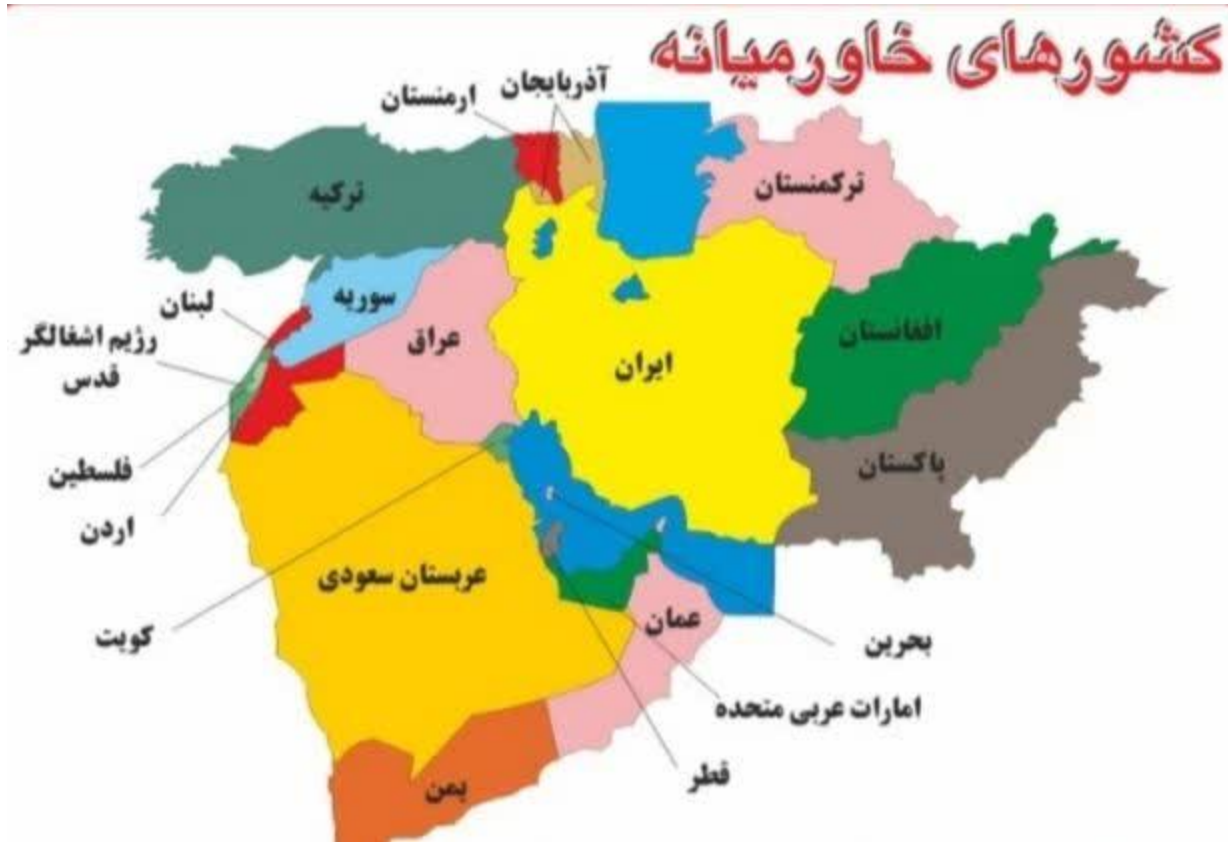 کشورهای خاورمیانه
آذربایجان
ارمنستان
ترکمنستان
ترکیه
لبنان
سوریه
رژیم اشغالگر
قدس
عراق
ایران
افغانستان
فلسطین
پاکستان
اردن
عربستان سعودی
کویت
عمان
بحرین
امارات عربی متحده
قطر
یمن